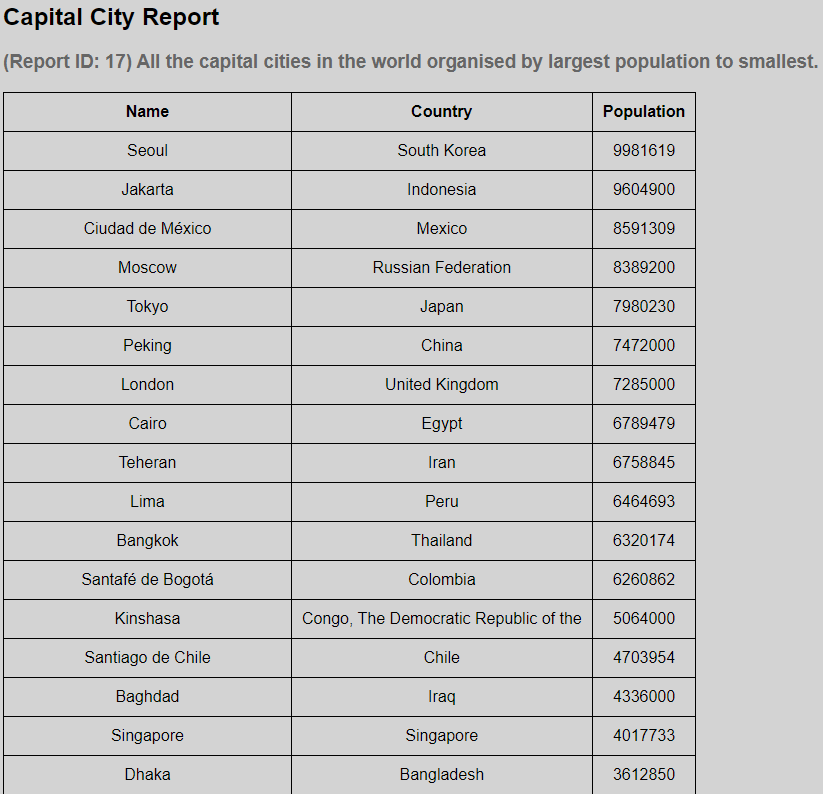 Capital City Report
(Report ID: 17) All the capital cities in the world organised by largest population to smallest.
Name Country Population
Seoul South Korea 9981619
Jakarta Indonesia 9604900
Ciudad de México Mexico 8591309
Moscow Russian Federation 8389200
Tokyo Japan 7980230
Peking China 7472000
London United Kingdom 7285000
Cairo Egypt 6789479
Teheran Iran 6758845
Lima Peru 6464693
Bangkok Thailand 6320174
Santafé de Bogotá Colombia 6260862
Kinshasa Congo, The Democratic Republic of the 5064000
Santiago de Chile Chile 4703954
Baghdad Iraq 4336000
Singapore Singapore 4017733
Dhaka Bangladesh 3612850